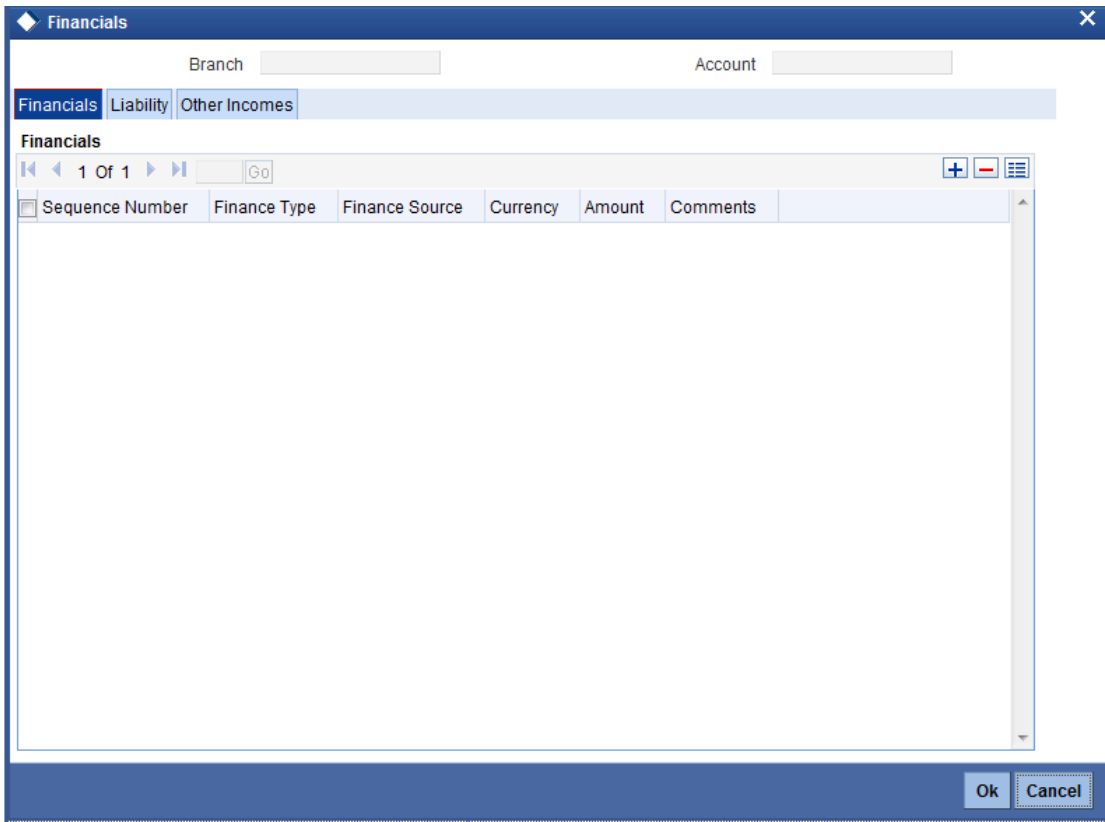 Financials
Branch Account
Financials Liability Other Incomes
Financials
1 Of 1 Go
Sequence Number Finance Type Finance Source Currency Amount Comments
Ok Cancel